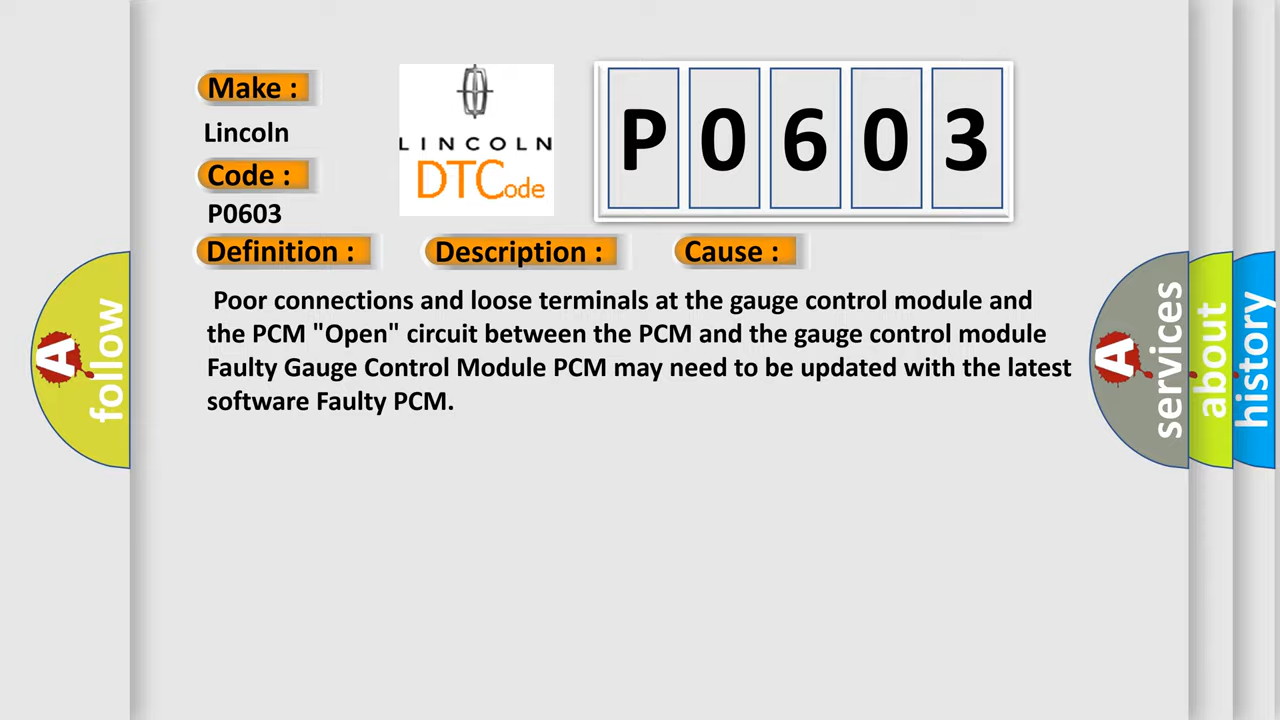 Make :
Lincoln
Code :
P0603
LINCOLN
DTCode
P0603
Definition :
Description :
Cause :
Poor connections and loose terminals at the gauge control module and
the PCM "Open" circuit between the PCM and the gauge control module
Faulty Gauge Control Module PCM may need to be updated with the latest
software Faulty PCM.
A
follow
A
services
about
history